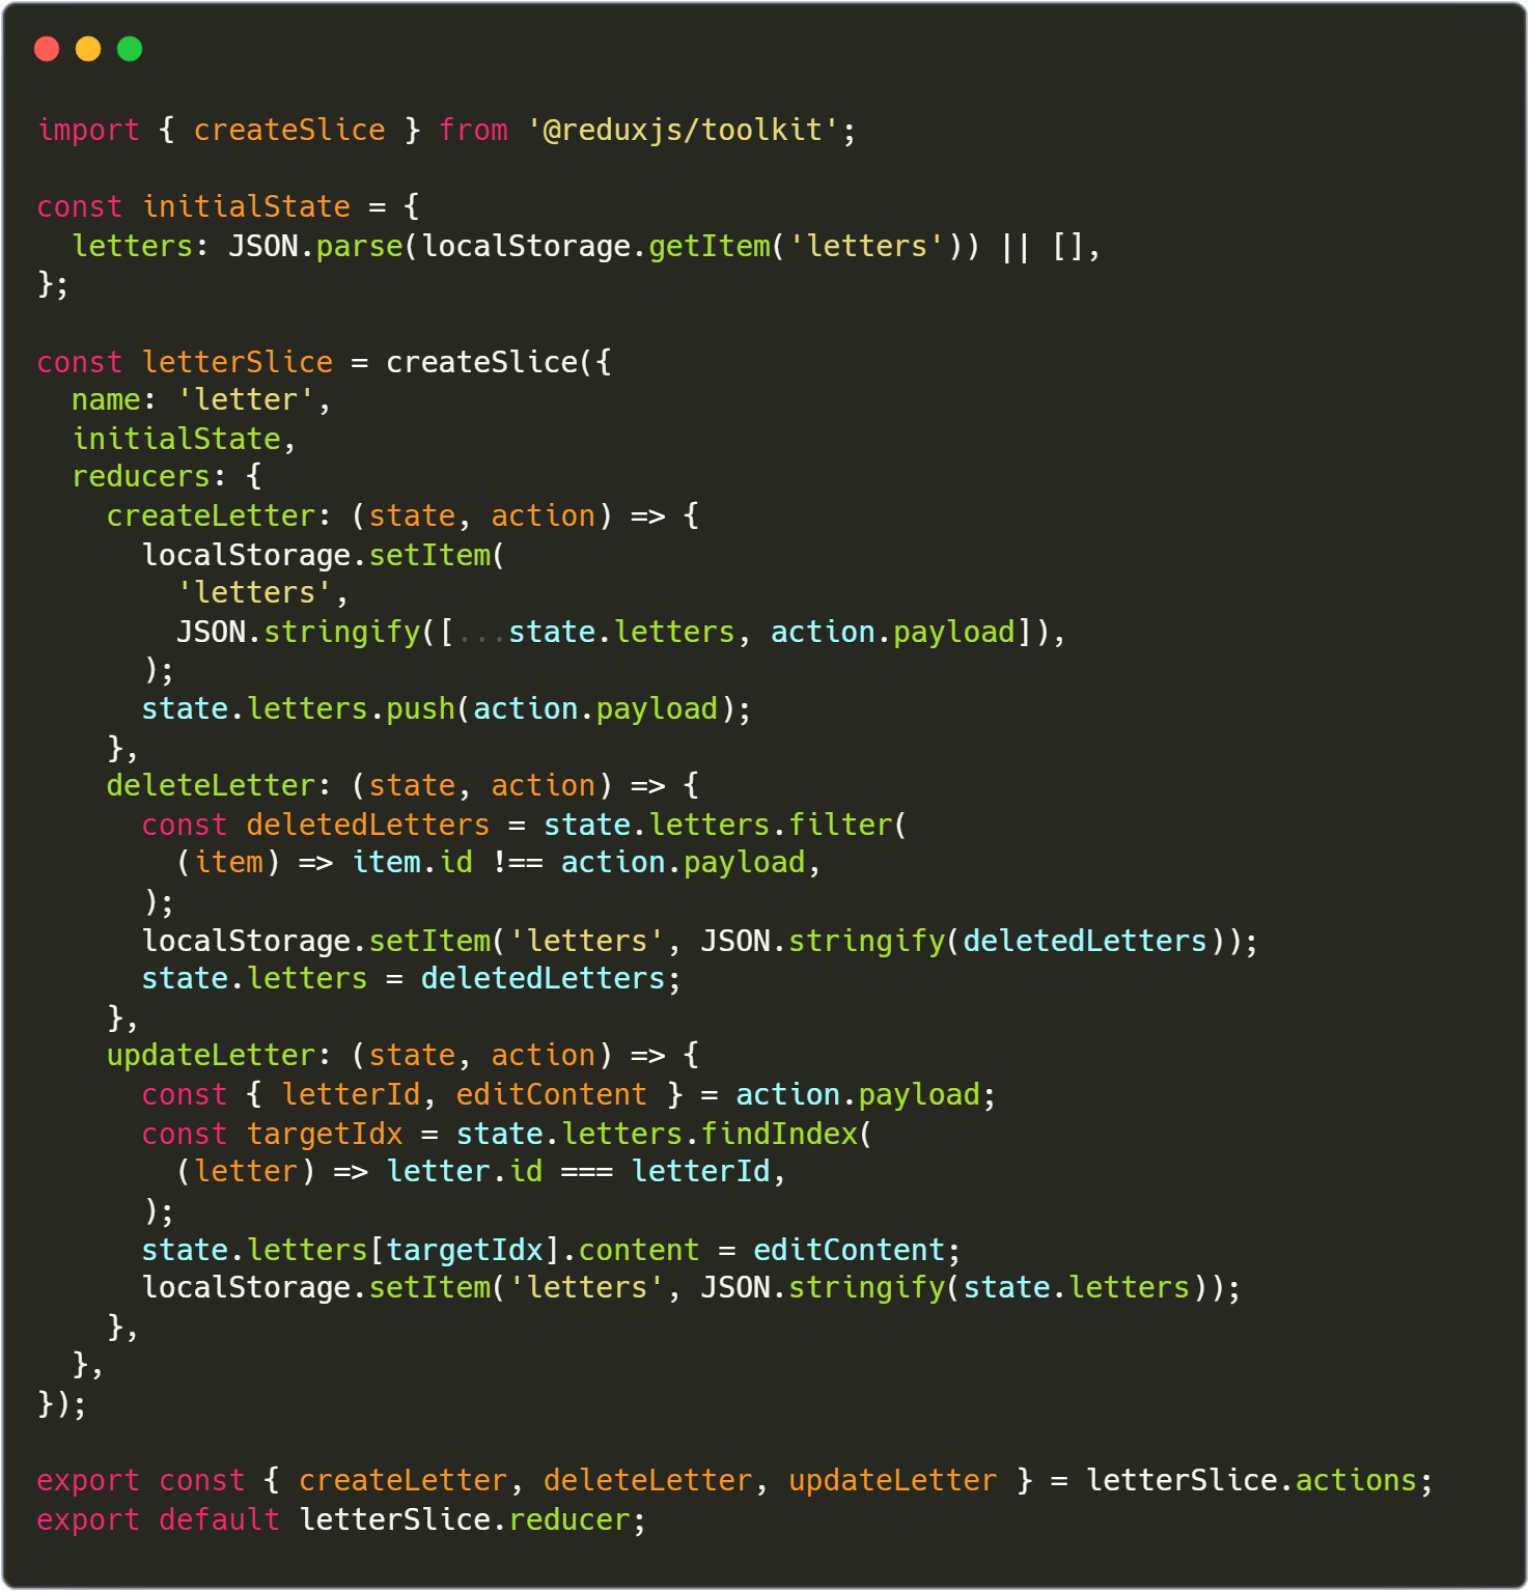 import { createSlice } from '@reduxjs/toolkit';

const initialState = {
  letters: JSON.parse(localStorage.getItem('letters')) || [],
};

const letterSlice = createSlice({
  name: 'letter',
  initialState,
  reducers: {
    createLetter: (state, action) => {
      localStorage.setItem(
        'letters',
        JSON.stringify([...state.letters, action.payload]),
      );
      state.letters.push(action.payload);
    },
    deleteLetter: (state, action) => {
      const deletedLetters = state.letters.filter(
        (item) => item.id !== action.payload,
      );
      localStorage.setItem('letters', JSON.stringify(deletedLetters));
      state.letters = deletedLetters;
    },
    updateLetter: (state, action) => {
      const { letterId, editContent } = action.payload;
      const targetIdx = state.letters.findIndex(
        (letter) => letter.id === letterId,
      );
      state.letters[targetIdx].content = editContent;
      localStorage.setItem('letters', JSON.stringify(state.letters));
    },
  },
});

export const { createLetter, deleteLetter, updateLetter } = letterSlice.actions;
export default letterSlice.reducer;